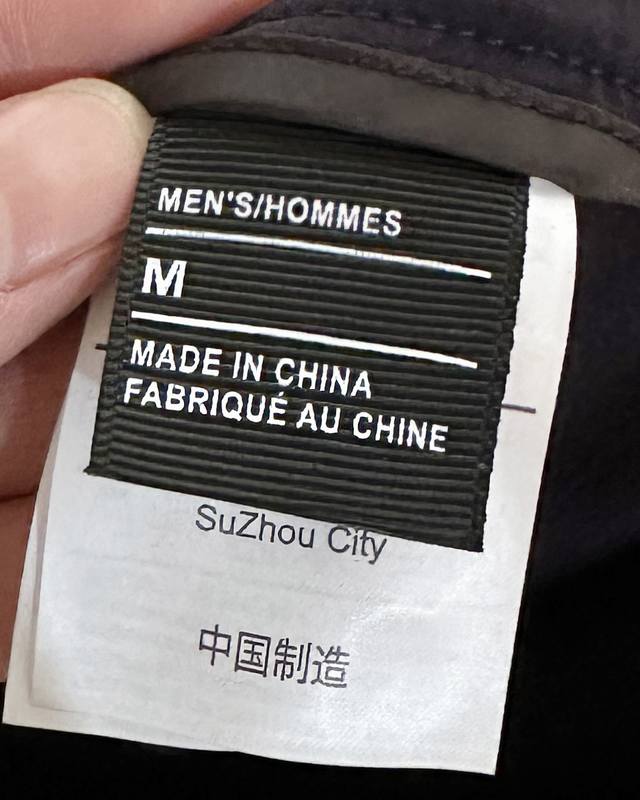 MEN'S/HOMMES
M
MADE IN CHINA
FABRIQUÉ AU CHINE
SuZhou City
中国制造